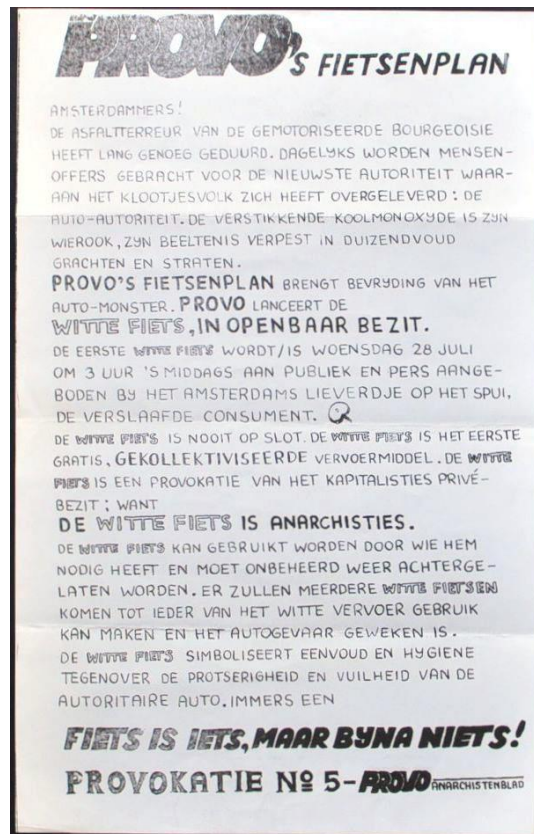 PROVO'S FIETSENPLAN
AMSTERDAMMERS!
DE ASFALTTERREUR VAN DE GEMOTORISEERDE BOURGEOISIE
HEEFT LANG GENOEG GEDUURD. DAGELYKS WORDEN MENSEN-
OFFERS GEBRACHT VOOR DE NIEUWSTE AUTORITEIT WAAR-
AAN HET KLOOTJESVOLK ZICH HEEFT OVERGELEVERD: DE
AUTO-AUTORITEIT. DE VERSTIKKENDE KOOLMONOXYDE IS ZYN
WIEROOK, ZYN BEELTENIS VERPEST IN DUIZENDVOUD
GRACHTEN EN STRATEN.
PROVO'S FIETSENPLAN BRENGT BEVRYDING VAN HET
AUTO-MONSTER. PROVO LANCEERT DE
WITTE FIETS, IN OPENBAAR BEZIT.
DE EERSTE WITTE FIETS WORDT/IS WOENSDAG 28 JULI
OM 3 UUR 'S MIDDAGS AAN PUBLIEK EN PERS AANGE-
BODEN BY HET AMSTERDAMS LIEVERDJE OP HET SPUI,
DE VERSLAAFDE CONSUMENT.
DE WITTE FIETS IS NOOIT OP SLOT. DE WITTE FIETS IS HET EERSTE
GRATIS, GEKOLLEKTIVISEERDE VERVOERMIDDEL. DE WITTE
FIETS IS EEN PROVOKATIE VAN HET KAPITALISTIES PRIVÉ-
BEZIT; WANT
DE WITTE FIETS IS ANARCHISTIES.
DE WITTE FIETS KAN GEBRUIKT WORDEN DOOR WIE HEM
NODIG HEEFT EN MOET ONBEHEERD WEER ACHTERGE-
LATEN WORDEN. ER ZULLEN MEERDERE WITTE FIETSEN
KOMEN TOT IEDER VAN HET WITTE VERVOER GEBRUIK
KAN MAKEN EN HET AUTOGEVAAR GEWEKEN IS.
DE WITTE FIETS SIMBOLISEERT EENVOUD EN HYGIENE
TEGENOVER DE PROTSERIGHEID EN VUILHEID VAN DE
AUTORITAIRE AUTO. IMMERS EEN
FIETS IS IETS, MAAR BYNA NIETS!
PROVOKATIE Nº 5-PROVO ANARCHISTENBLAD